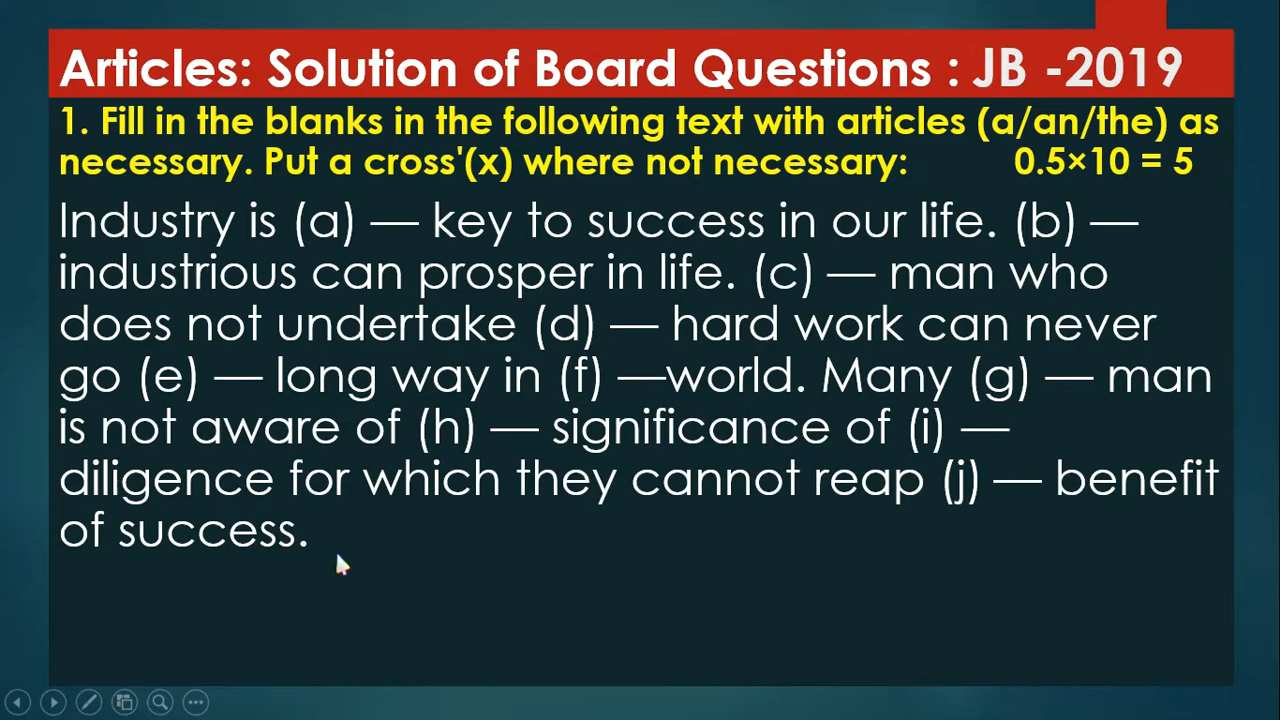 Articles: Solution of Board Questions : JB -2019
1. Fill in the blanks in the following text with articles (a/an/the) as
necessary. Put a cross'(x) where not necessary: 0.5×10 = 5
Industry is (a) — key to success in our life. (b) —
industrious can prosper in life. (c) — man who
does not undertake (d) — hard work can never
go (e) — long way in (f) —world. Many (g) — man
is not aware of (h) — significance of (i) —
diligence for which they cannot reap (j) — benefit
of success.